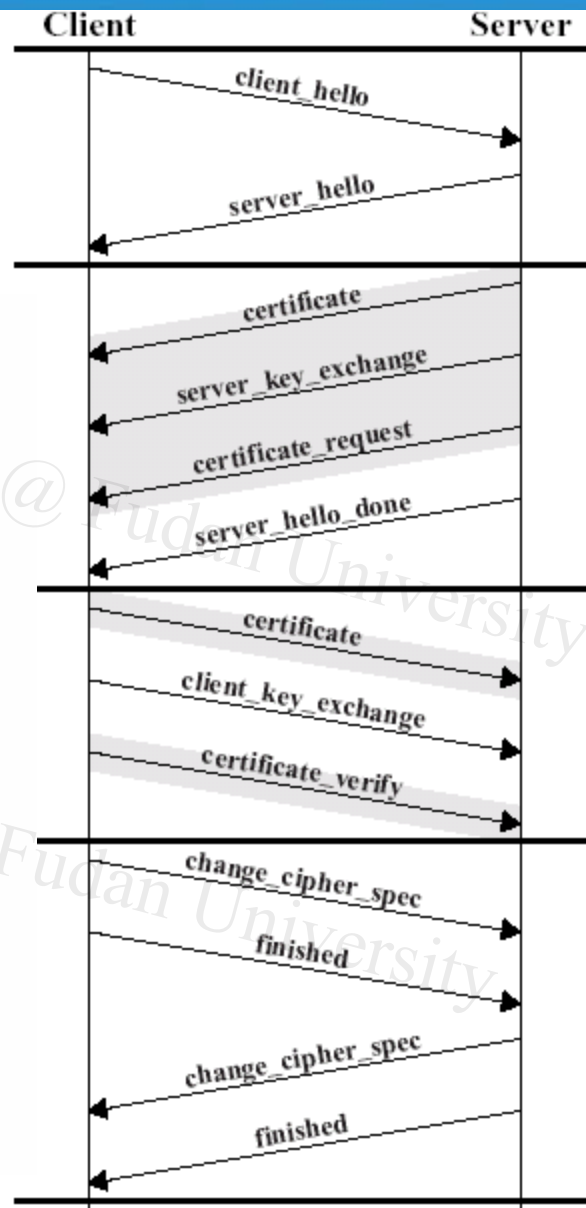 Client
Server
client_hello
server_hello
certificate
server_key_exchange
certificate_request
server_hello_done
@ Fudan University
certificate
client_key_exchange
certificate_verify
change_cipher_spec
Fudan University
finished
change_cipher_spec
finished